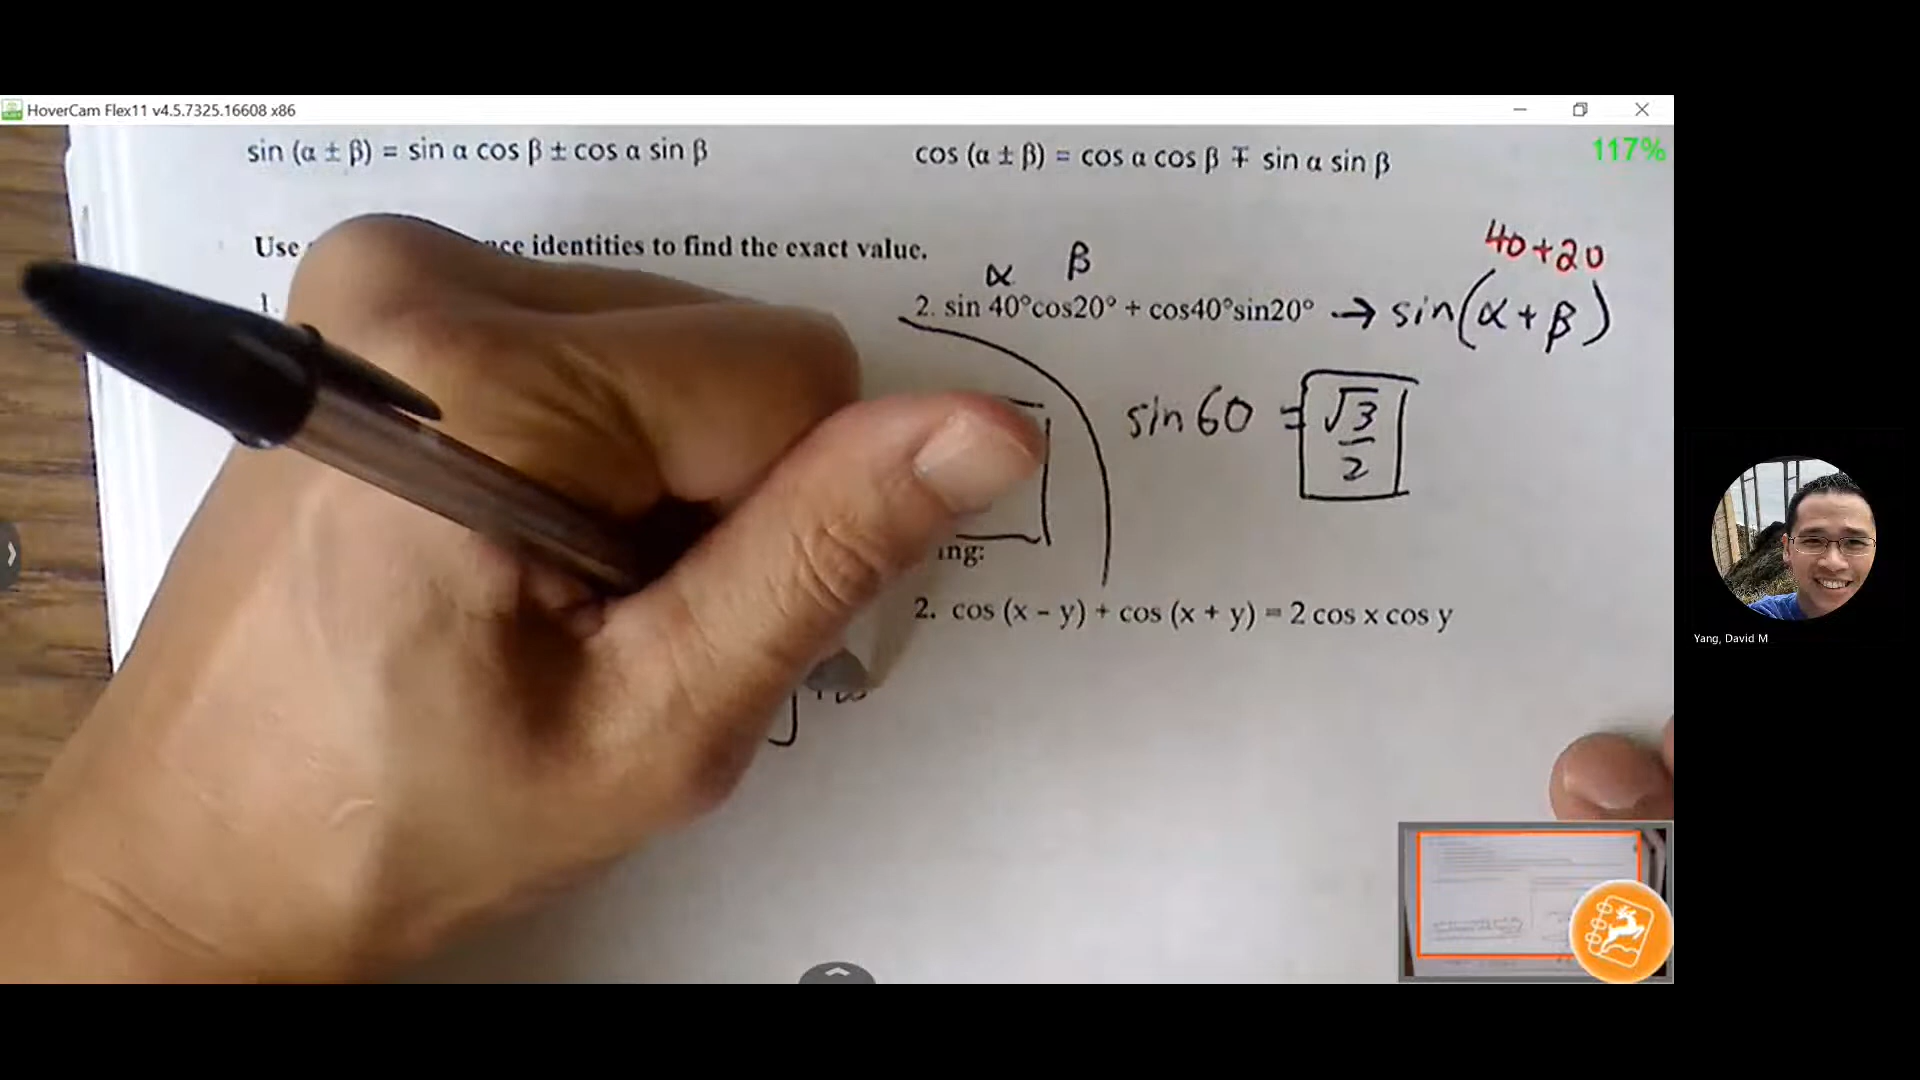 HoverCam Flex11 v4.5.7325.16608 x86
117%
sin (α ± β) = sin α cos β ± cos α sin β
cos (α ± β) = cos α cos β ∓ sin α sin β
Use identities to find the exact value.
40+20
α β
1.
2. sin 40°cos20° + cos40°sin20° → sin(α + β)
sin 60 = √3/2
ing:
2. cos (x – y) + cos (x + y) = 2 cos x cos y
Yang, David M